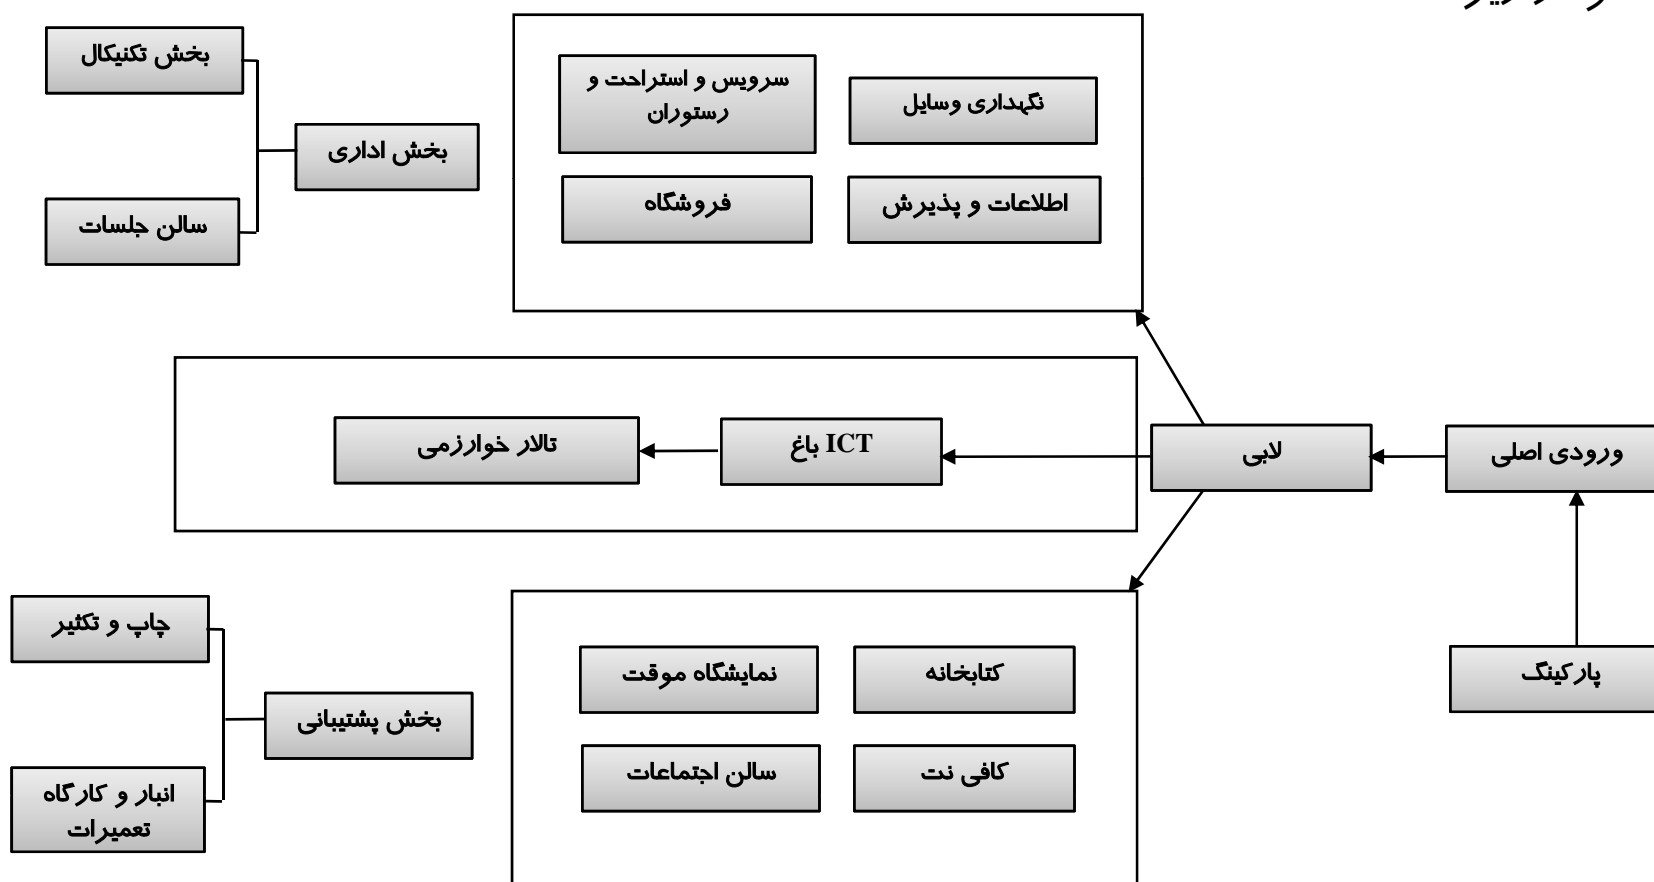 بخش تکنیکال
سرویس و استراحت و
رستوران
نگهداری وسایل
بخش اداری
فروشگاه
اطلاعات و پذیرش
سالن جلسات
ورودی اصلی
لابی
ICT باغ
تالار خوارزمی
چاپ و تکثیر
نمایشگاه موقت
کتابخانه
پارکینگ
بخش پشتیبانی
سالن اجتماعات
کافی نت
انبار و کارگاه
تعمیرات